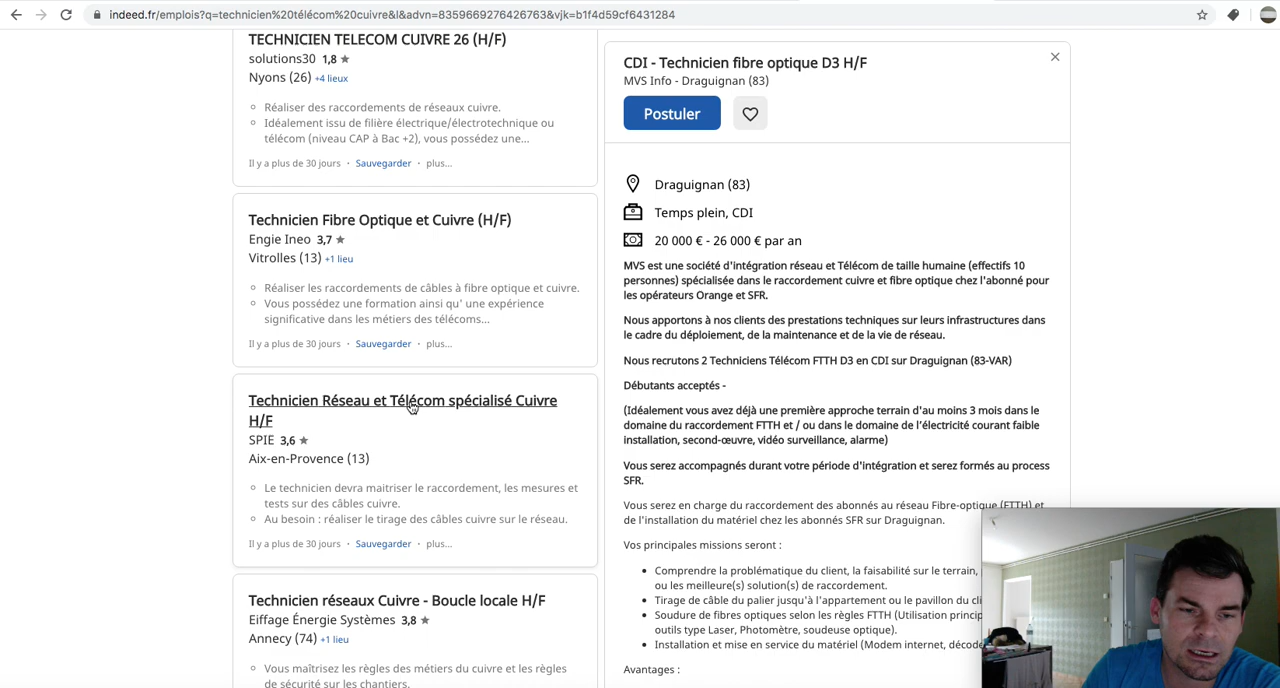 indeed.fr/emplois?q=technicien%20télécom%20cuivre&l&advn=8359669276426763&vjk=b1f4d59cf6431284
TECHNICIEN TELECOM CUIVRE 26 (H/F)
solutions30 1,8 ★
Nyons (26) +4 lieux
Réaliser des raccordements de réseaux cuivre.
Idéalement issu de filière électrique/électrotechnique ou
télécom (niveau CAP à Bac +2), vous possédez une...
Il y a plus de 30 jours · Sauvegarder · plus...
Technicien Fibre Optique et Cuivre (H/F)
Engie Ineo 3,7 ★
Vitrolles (13) +1 lieu
Réaliser les raccordements de câbles à fibre optique et cuivre.
Vous possédez une formation ainsi qu' une expérience
significative dans les métiers des télécoms...
Il y a plus de 30 jours · Sauvegarder · plus...
Technicien Réseau et Télécom spécialisé Cuivre
H/F
SPIE 3,6 ★
Aix-en-Provence (13)
Le technicien devra maitriser le raccordement, les mesures et
tests sur des câbles cuivre.
Au besoin : réaliser le tirage des câbles cuivre sur le réseau.
Il y a plus de 30 jours · Sauvegarder · plus...
Technicien réseaux Cuivre - Boucle locale H/F
Eiffage Énergie Systèmes 3,8 ★
Annecy (74) +1 lieu
Vous maîtrisez les règles des métiers du cuivre et les règles
de sécurité sur les chantiers.
CDI - Technicien fibre optique D3 H/F
MVS Info - Draguignan (83)
Postuler
Draguignan (83)
Temps plein, CDI
20 000 € - 26 000 € par an
MVS est une société d'intégration réseau et Télécom de taille humaine (effectifs 10
personnes) spécialisée dans le raccordement cuivre et fibre optique chez l'abonné pour
les opérateurs Orange et SFR.
Nous apportons à nos clients des prestations techniques sur leurs infrastructures dans
le cadre du déploiement, de la maintenance et de la vie de réseau.
Nous recrutons 2 Techniciens Télécom FTTH D3 en CDI sur Draguignan (83-VAR)
Débutants acceptés -
(Idéalement vous avez déjà une première approche terrain d'au moins 3 mois dans le
domaine du raccordement FTTH et / ou dans le domaine de l'électricité courant faible
installation, second-œuvre, vidéo surveillance, alarme)
Vous serez accompagnés durant votre période d'intégration et serez formés au process
SFR.
Vous serez en charge du raccordement des abonnés au réseau Fibre-optique (FTTH) et
de l'installation du matériel chez les abonnés SFR sur Draguignan.
Vos principales missions seront :
Comprendre la problématique du client, la faisabilité sur le terrain,
ou les meilleure(s) solution(s) de raccordement.
Tirage de câble du palier jusqu'à l'appartement ou le pavillon du cli
Soudure de fibres optiques selon les règles FTTH (Utilisation princip
outils type Laser, Photomètre, soudeuse optique).
Installation et mise en service du matériel (Modem internet, décode
Avantages :